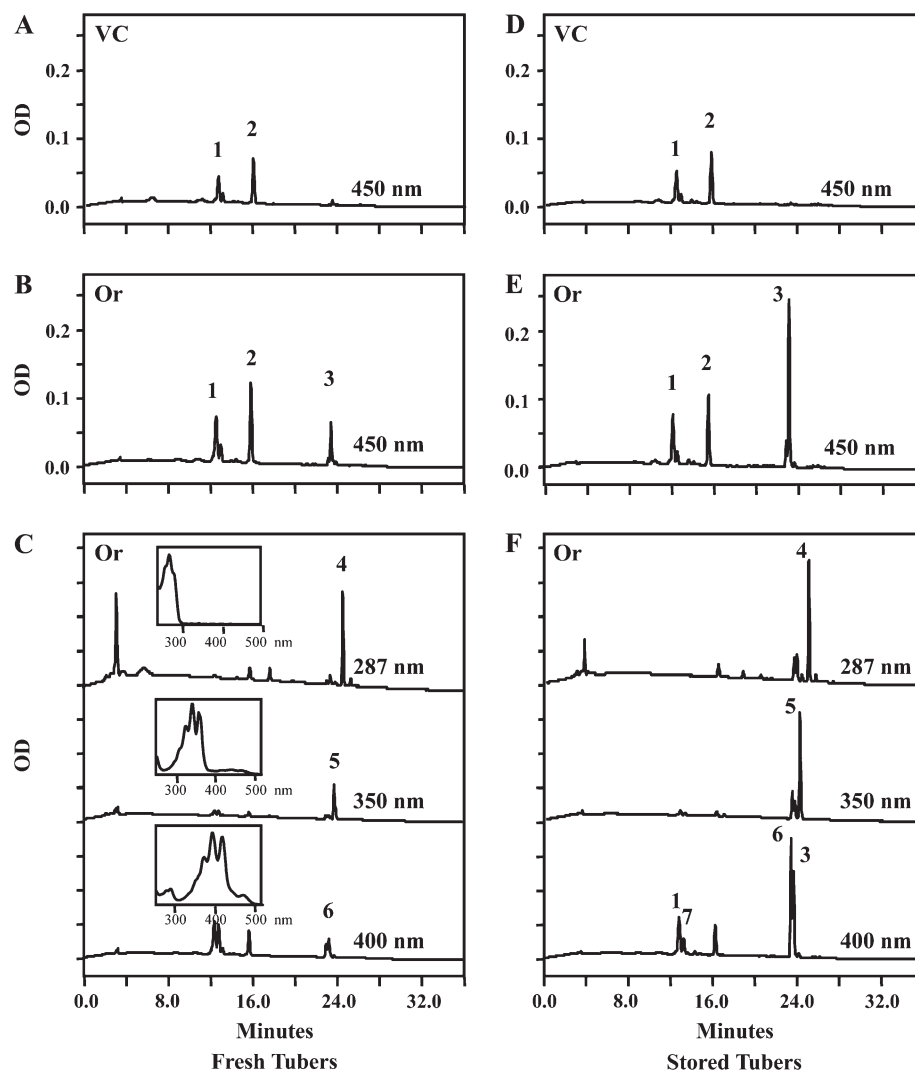 A
VC
0.2
0.1
0.0
OD
1
2
450 nm
D
VC
0.2
0.1
0.0
1
2
450 nm
B
Or
0.2
0.1
0.0
OD
1
2
3
450 nm
E
Or
0.2
0.1
0.0
1
2
3
450 nm
C
Or
300 400 500 nm
4
287 nm
300 400 500 nm
5
350 nm
300 400 500 nm
6
400 nm
OD
0.0 8.0 16.0 24.0 32.0
Minutes
Fresh Tubers
F
Or
4
287 nm
5
350 nm
6
3
1
7
400 nm
0.0 8.0 16.0 24.0 32.0
Minutes
Stored Tubers